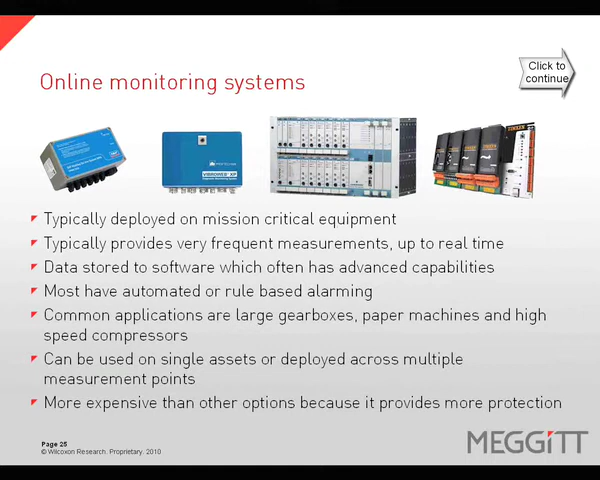 Click to
continue
Online monitoring systems
VIBROWEB XP
TIMKEN
Typically deployed on mission critical equipment
Typically provides very frequent measurements, up to real time
Data stored to software which often has advanced capabilities
Most have automated or rule based alarming
Common applications are large gearboxes, paper machines and high
speed compressors
Can be used on single assets or deployed across multiple
measurement points
More expensive than other options because it provides more protection
Page 25
© Wilcoxon Research. Proprietary. 2010
MEGGITT